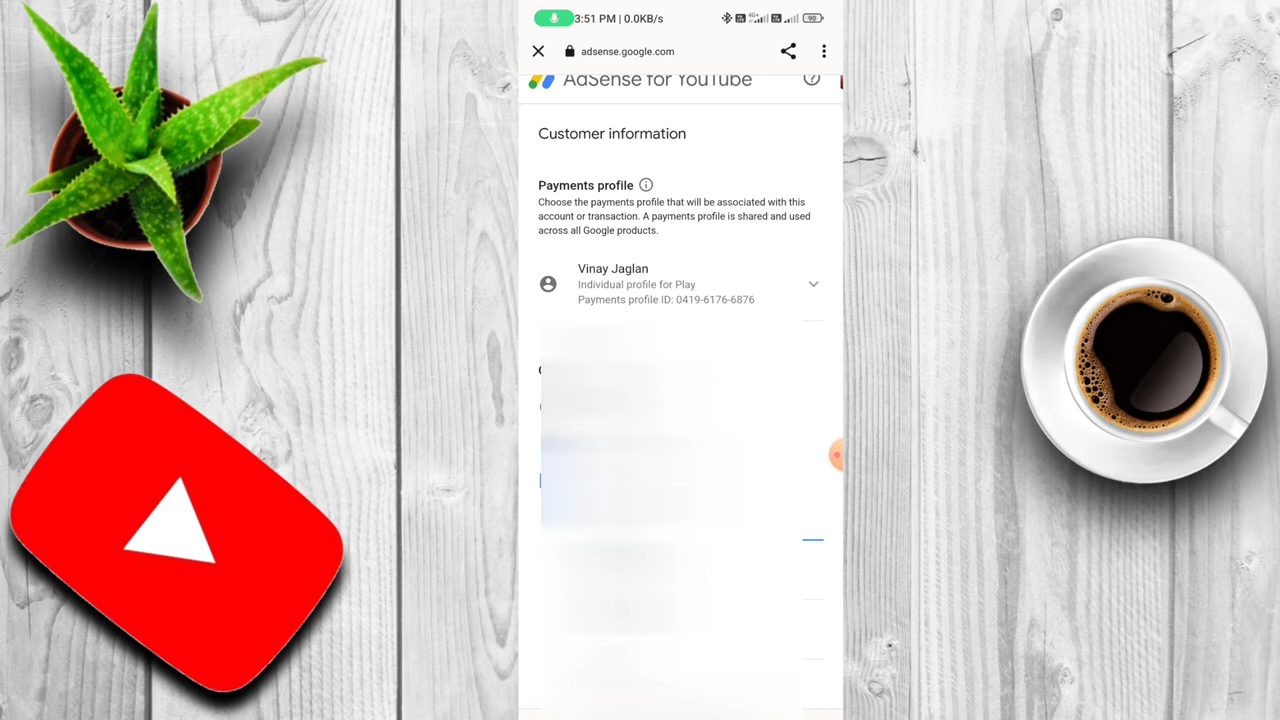 3:51 PM | 0.0KB/s
4G+
90
adsense.google.com
AdSense for YouTube
Customer information
Payments profile
Choose the payments profile that will be associated with this
account or transaction. A payments profile is shared and used
across all Google products.
Vinay Jaglan
Individual profile for Play
Payments profile ID: 0419-6176-6876